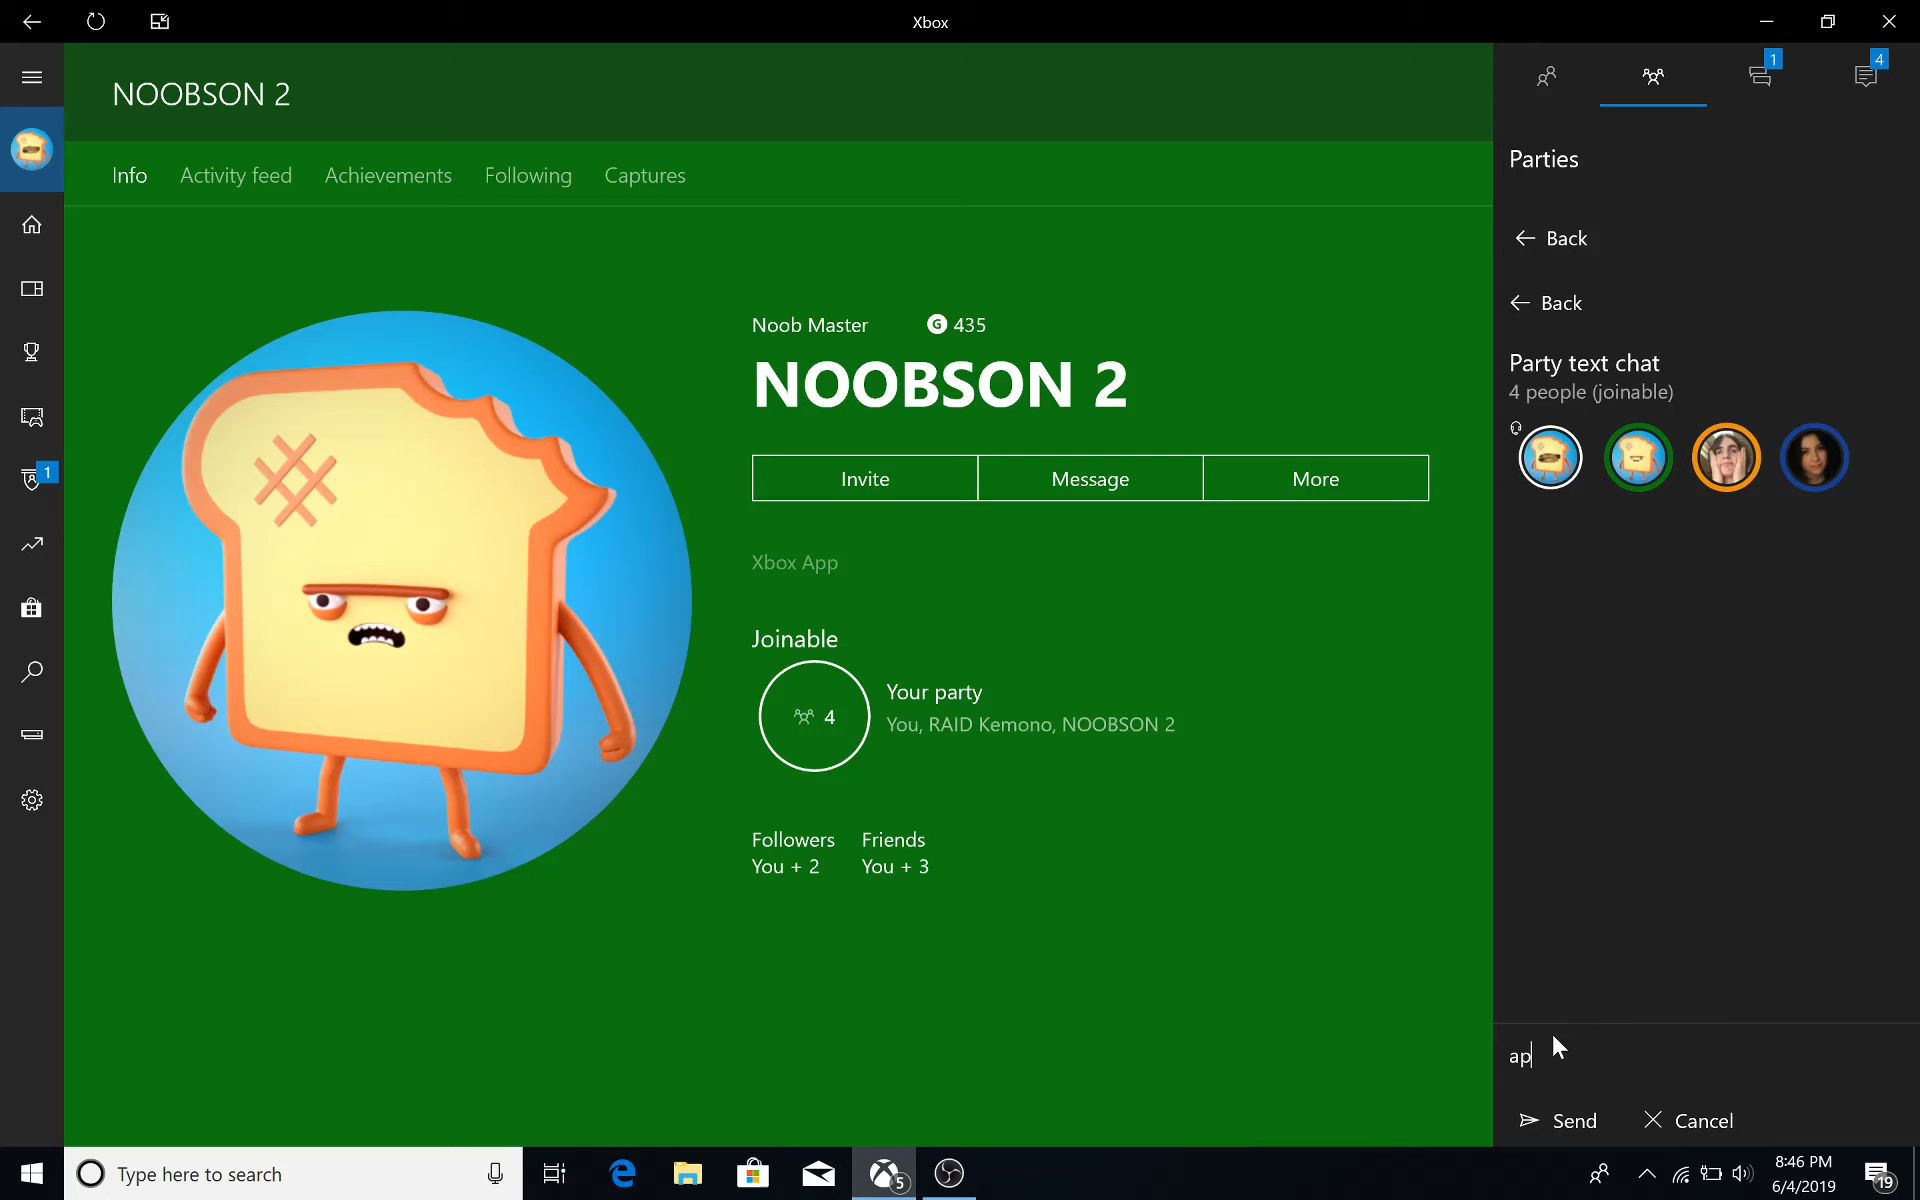 Xbox
NOOBSON 2
Info Activity feed Achievements Following Captures
Noob Master G 435
NOOBSON 2
Invite Message More
Xbox App
Joinable
4
Your party
You, RAID Kemono, NOOBSON 2
Followers Friends
You + 2 You + 3
1
1
4
Parties
Back
Back
Party text chat
4 people (joinable)
ap
Send Cancel
Type here to search
5
8:46 PM
6/4/2019
19